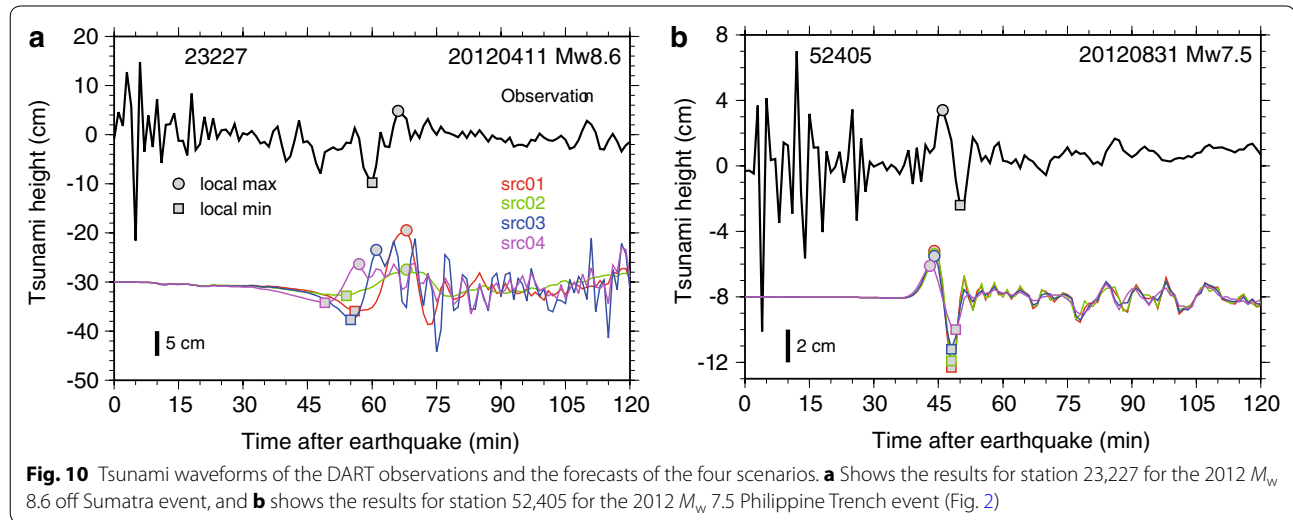 a
20
10
0
-10
-20
-30
-40
-50
Tsunami height (cm)
23227
20120411 Mw8.6
Observation
local max
local min
src01
src02
src03
src04
5 cm
0 15 30 45 60 75 90 105 120
Time after earthquake (min)
b
8
4
0
-4
-8
-12
Tsunami height (cm)
52405
20120831 Mw7.5
2 cm
0 15 30 45 60 75 90 105 120
Time after earthquake (min)
Fig. 10 Tsunami waveforms of the DART observations and the forecasts of the four scenarios. a Shows the results for station 23,227 for the 2012 Mw
8.6 off Sumatra event, and b shows the results for station 52,405 for the 2012 Mw 7.5 Philippine Trench event (Fig. 2)